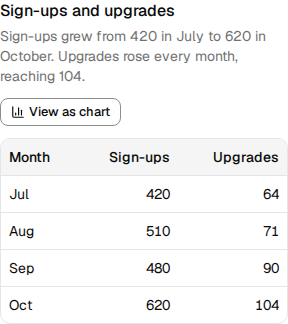 Sign-ups and upgrades
Sign-ups grew from 420 in July to 620 in
October. Upgrades rose every month,
reaching 104.
View as chart
Month Sign-ups Upgrades
Jul 420 64
Aug 510 71
Sep 480 90
Oct 620 104